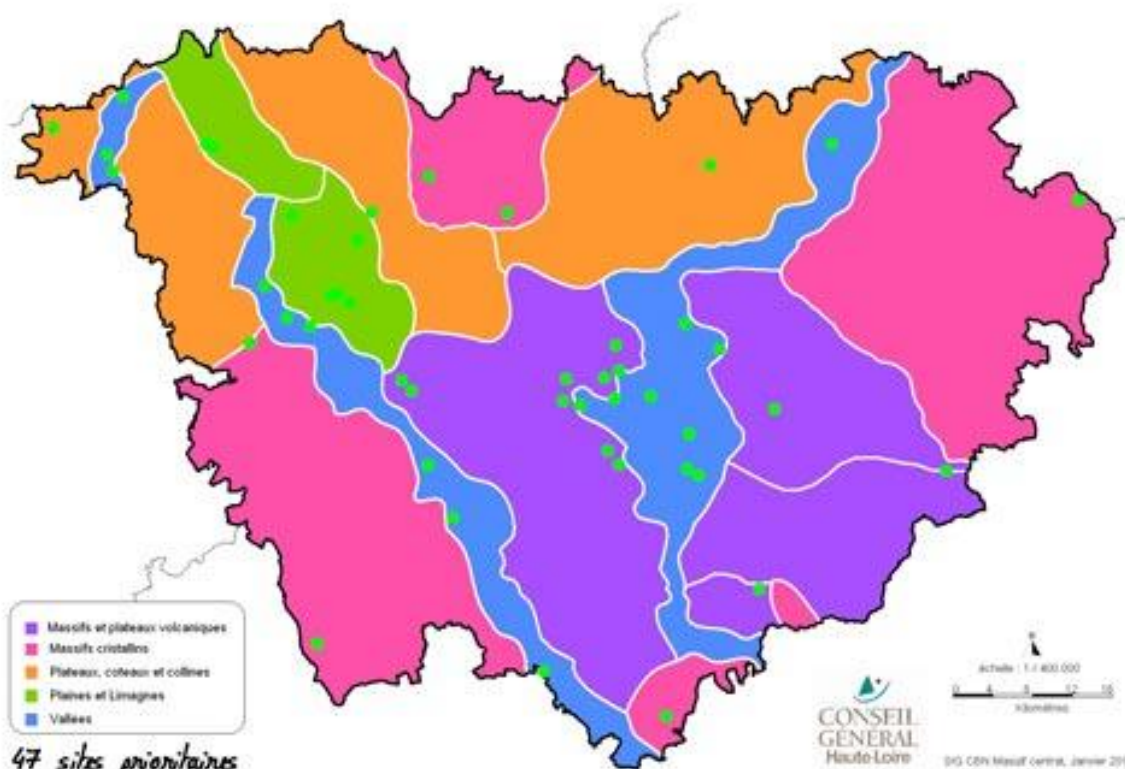 Massifs et plateaux volcaniques
Massifs cristallins
Plateaux, coteaux et collines
Plaines et Limagnes
Vallées
47 sites prioritaires
CONSEIL
GÉNÉRAL
Haute-Loire
N
échelle : 1 / 400.000
0 4 8 12 16
Kilomètres
SIG CBN Massif central, Janvier 20